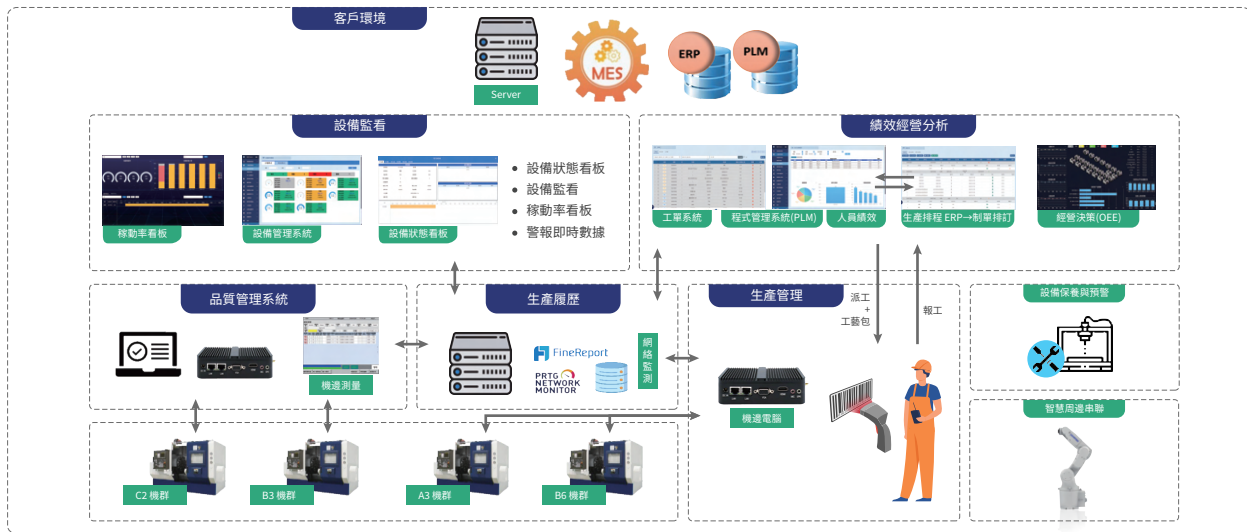 客戶環境
Server
MES
ERP
PLM
設備監看
稼動率看板
設備管理系統
設備狀態看板
• 設備狀態看板
• 設備監看
• 稼動率看板
• 警報即時數據
績效經營分析
工單系統
程式管理系統(PLM)
人員績效
生產排程 ERP→制單排訂
經營決策(OEE)
品質管理系統
機邊測量
生產履歷
FineReport
PRTG
NETWORK
MONITOR
網絡監測
生產管理
派工
+
工藝包
報工
機邊電腦
設備保養與預警
智慧周邊串聯
C2 機群
B3 機群
A3 機群
B6 機群